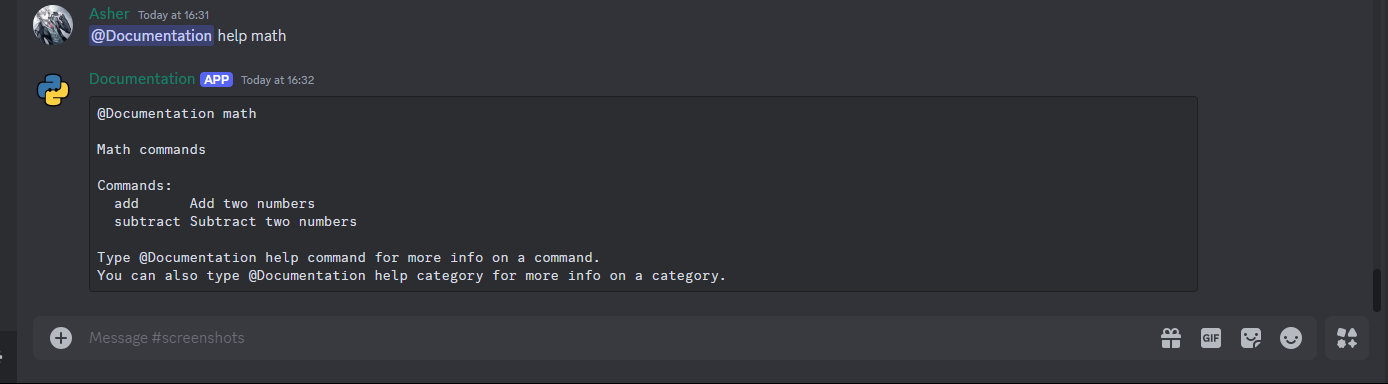 Asher Today at 16:31
@Documentation help math
Documentation APP Today at 16:32
@Documentation math
Math commands
Commands:
add Add two numbers
subtract Subtract two numbers
Type @Documentation help command for more info on a command.
You can also type @Documentation help category for more info on a category.
Message #screenshots GIF